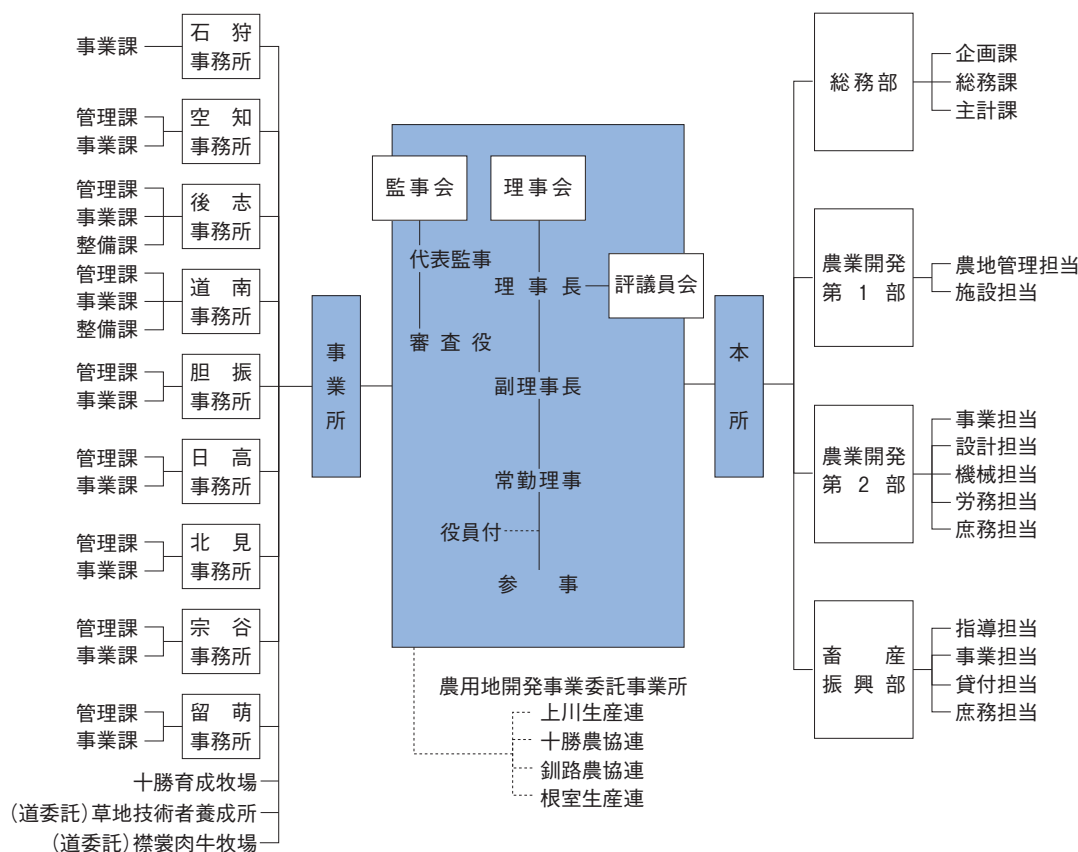 事業課
石狩
事務所
管理課
事業課
空知
事務所
管理課
事業課
整備課
後志
事務所
管理課
事業課
整備課
道南
事務所
管理課
事業課
胆振
事務所
管理課
事業課
日高
事務所
管理課
事業課
北見
事務所
管理課
事業課
宗谷
事務所
管理課
事業課
留萌
事務所
十勝育成牧場
(道委託)草地技術者養成所
(道委託)襟裳肉牛牧場
事業所
監事会
代表監事
審査役
理事会
理事長
評議員会
副理事長
常勤理事
役員付
参事
農用地開発事業委託事業所
上川生産連
十勝農協連
釧路農協連
根室生産連
本所
総務部
企画課
総務課
主計課
農業開発
第1部
農地管理担当
施設担当
農業開発
第2部
事業担当
設計担当
機械担当
労務担当
庶務担当
畜産
振興部
指導担当
事業担当
貸付担当
庶務担当